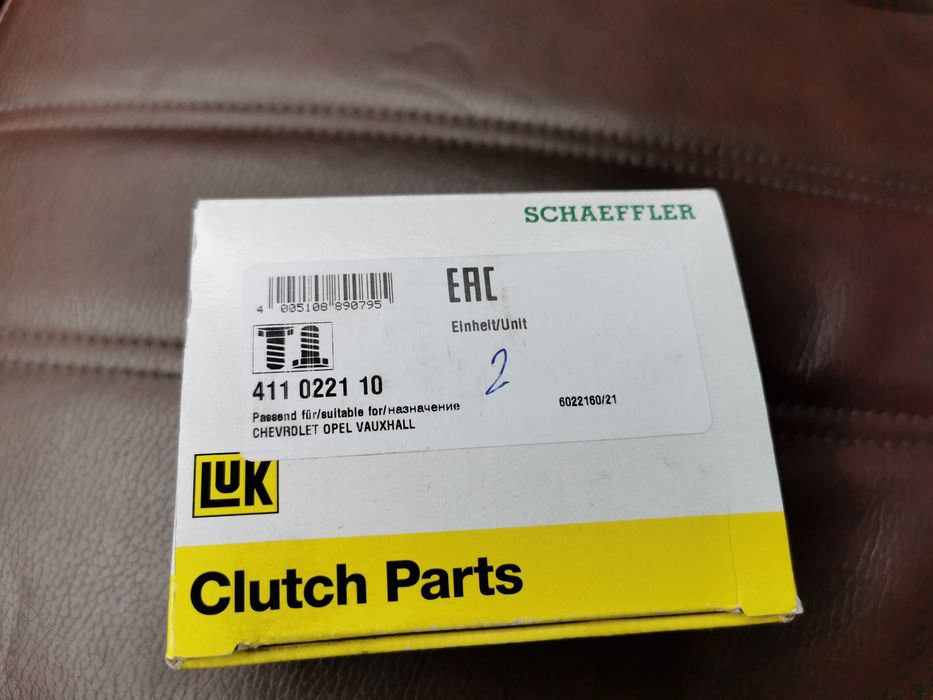 SCHAEFFLER
EAC
4 005108 890795
Einheit/Unit
2
411 0221 10
6022160/21
Passend für/suitable for/назначение
CHEVROLET OPEL VAUXHALL
LUK
Clutch Parts